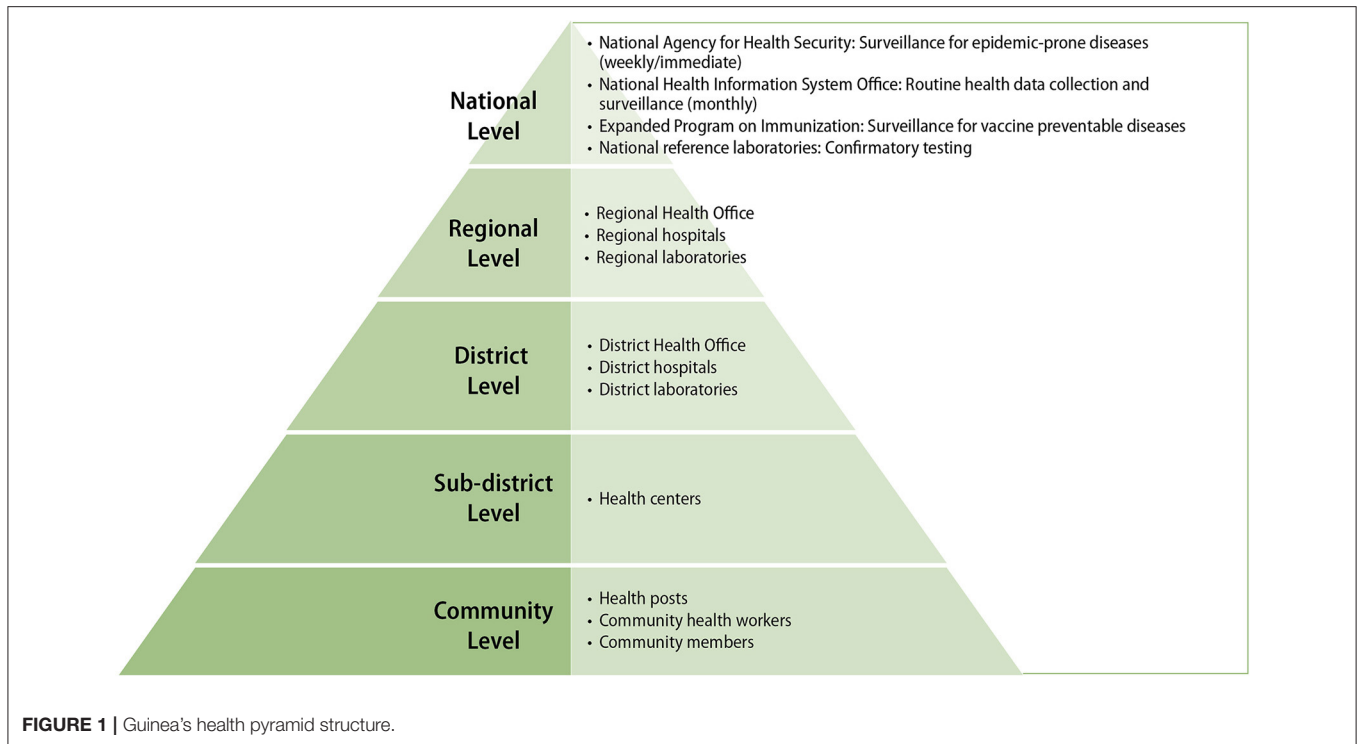 National
Level
• National Agency for Health Security: Surveillance for epidemic-prone diseases
(weekly/immediate)
• National Health Information System Office: Routine health data collection and
surveillance (monthly)
• Expanded Program on Immunization: Surveillance for vaccine preventable diseases
• National reference laboratories: Confirmatory testing
Regional
Level
• Regional Health Office
• Regional hospitals
• Regional laboratories
District
Level
• District Health Office
• District hospitals
• District laboratories
Sub-district
Level
• Health centers
Community
Level
• Health posts
• Community health workers
• Community members
FIGURE 1 | Guinea's health pyramid structure.